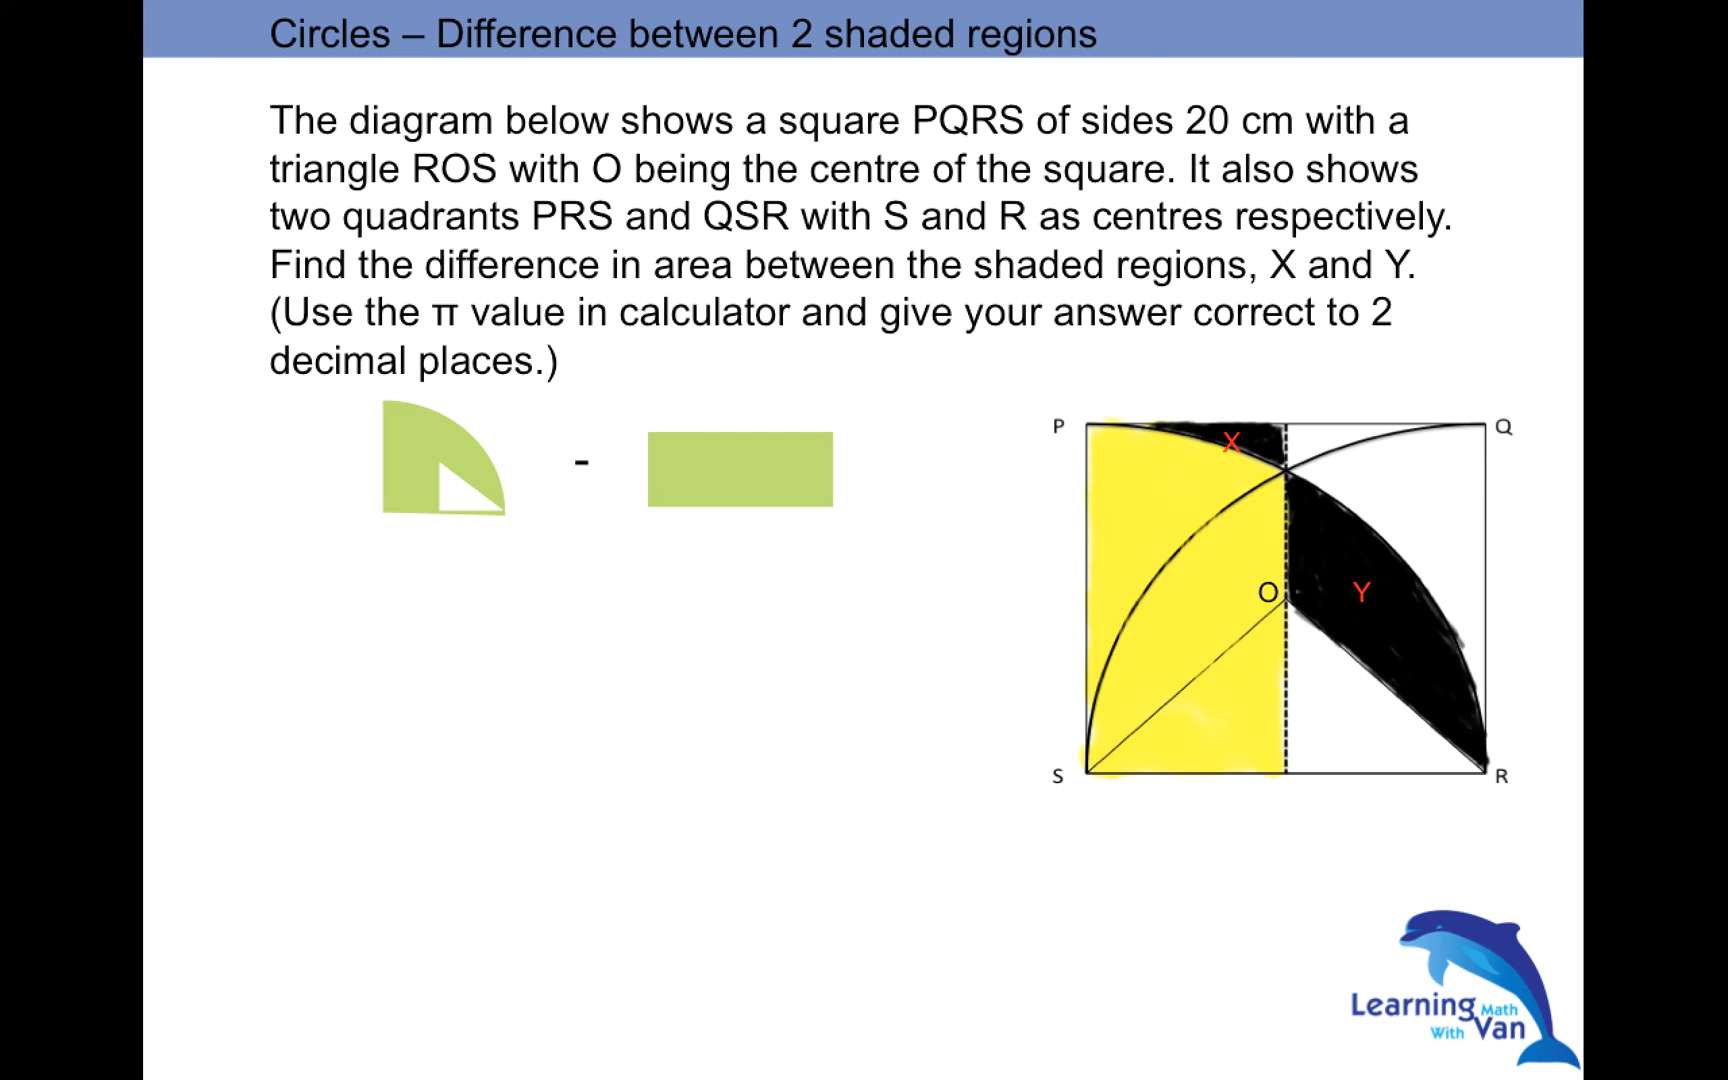 Circles – Difference between 2 shaded regions
The diagram below shows a square PQRS of sides 20 cm with a
triangle ROS with O being the centre of the square. It also shows
two quadrants PRS and QSR with S and R as centres respectively.
Find the difference in area between the shaded regions, X and Y.
(Use the π value in calculator and give your answer correct to 2
decimal places.)
-
P
X
Q
O
Y
S
R
Learning Math
With Van